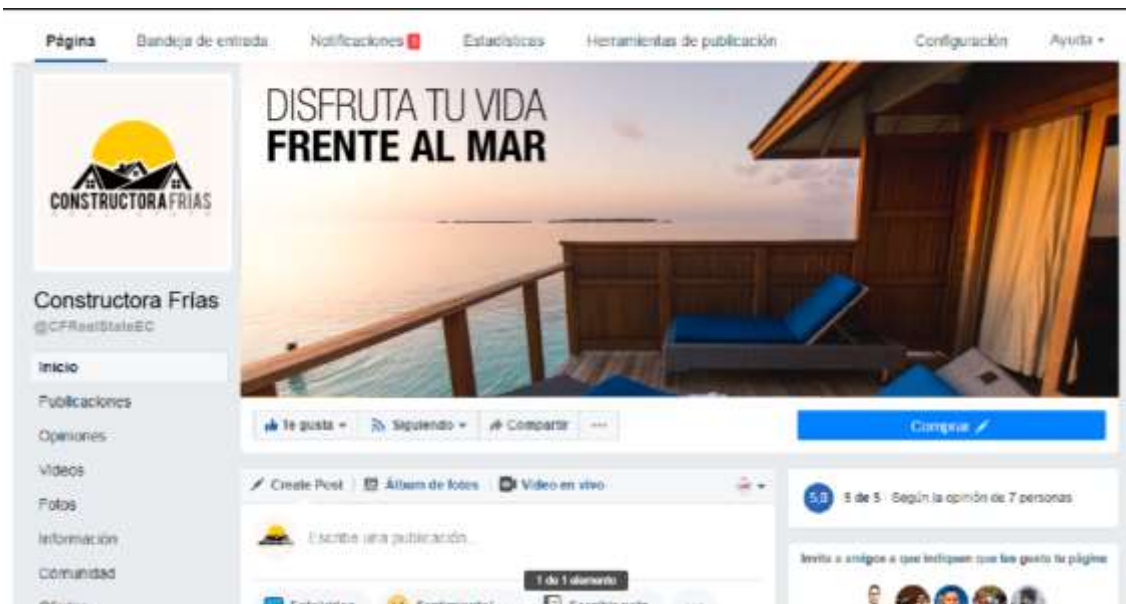 Página Bandeja de entrada Notificaciones Estadísticas Herramientas de publicación Configuración Ayuda
DISFRUTA TU VIDA
FRENTE AL MAR
CONSTRUCTORA FRIAS
Constructora Frías
@CFRealStateEC
Inicio
Publicaciones
Opiniones
Videos
Fotos
Información
Comunidad
Te gusta Siguiendo Compartir
Comprar
Create Post Álbum de fotos Video en vivo
Escribe una publicación...
1 de 1 elemento
5,0 5 de 5 · Según la opinión de 7 personas
Invita a amigos a que indiquen que les gusta tu página